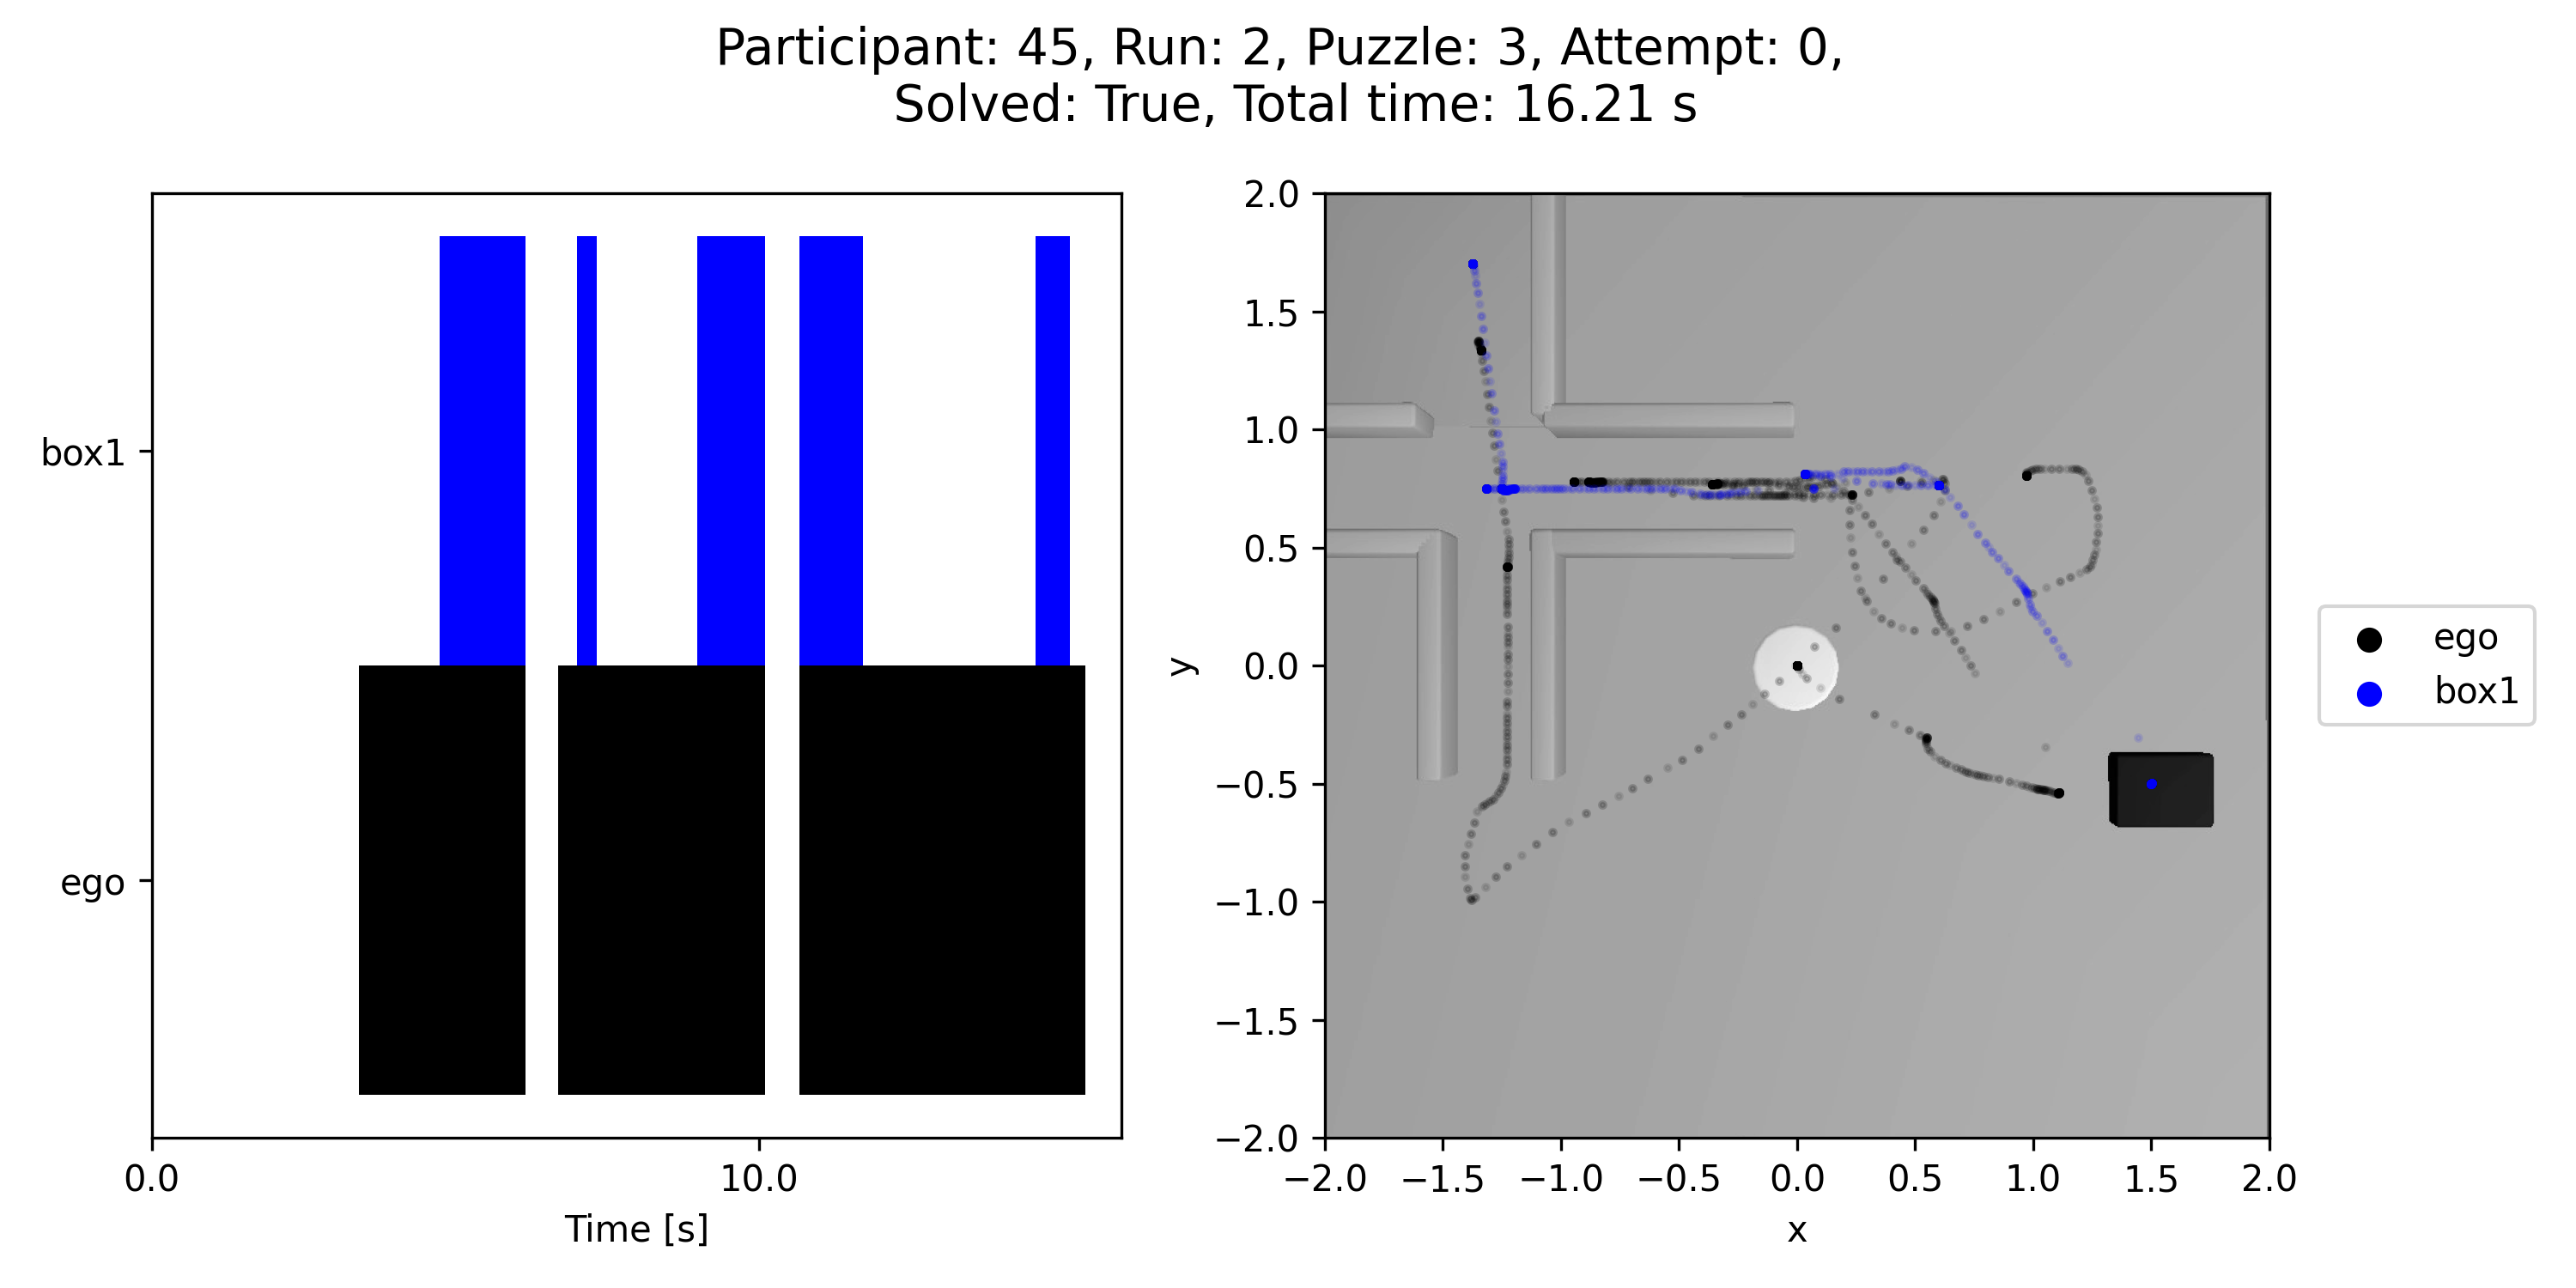 Participant: 45, Run: 2, Puzzle: 3, Attempt: 0,
Solved: True, Total time: 16.21 s
box1
ego
0.0
10.0
Time [s]
2.0
1.5
1.0
0.5
0.0
−0.5
−1.0
−1.5
−2.0
y
−2.0
−1.5
−1.0
−0.5
0.0
0.5
1.0
1.5
2.0
x
ego
box1